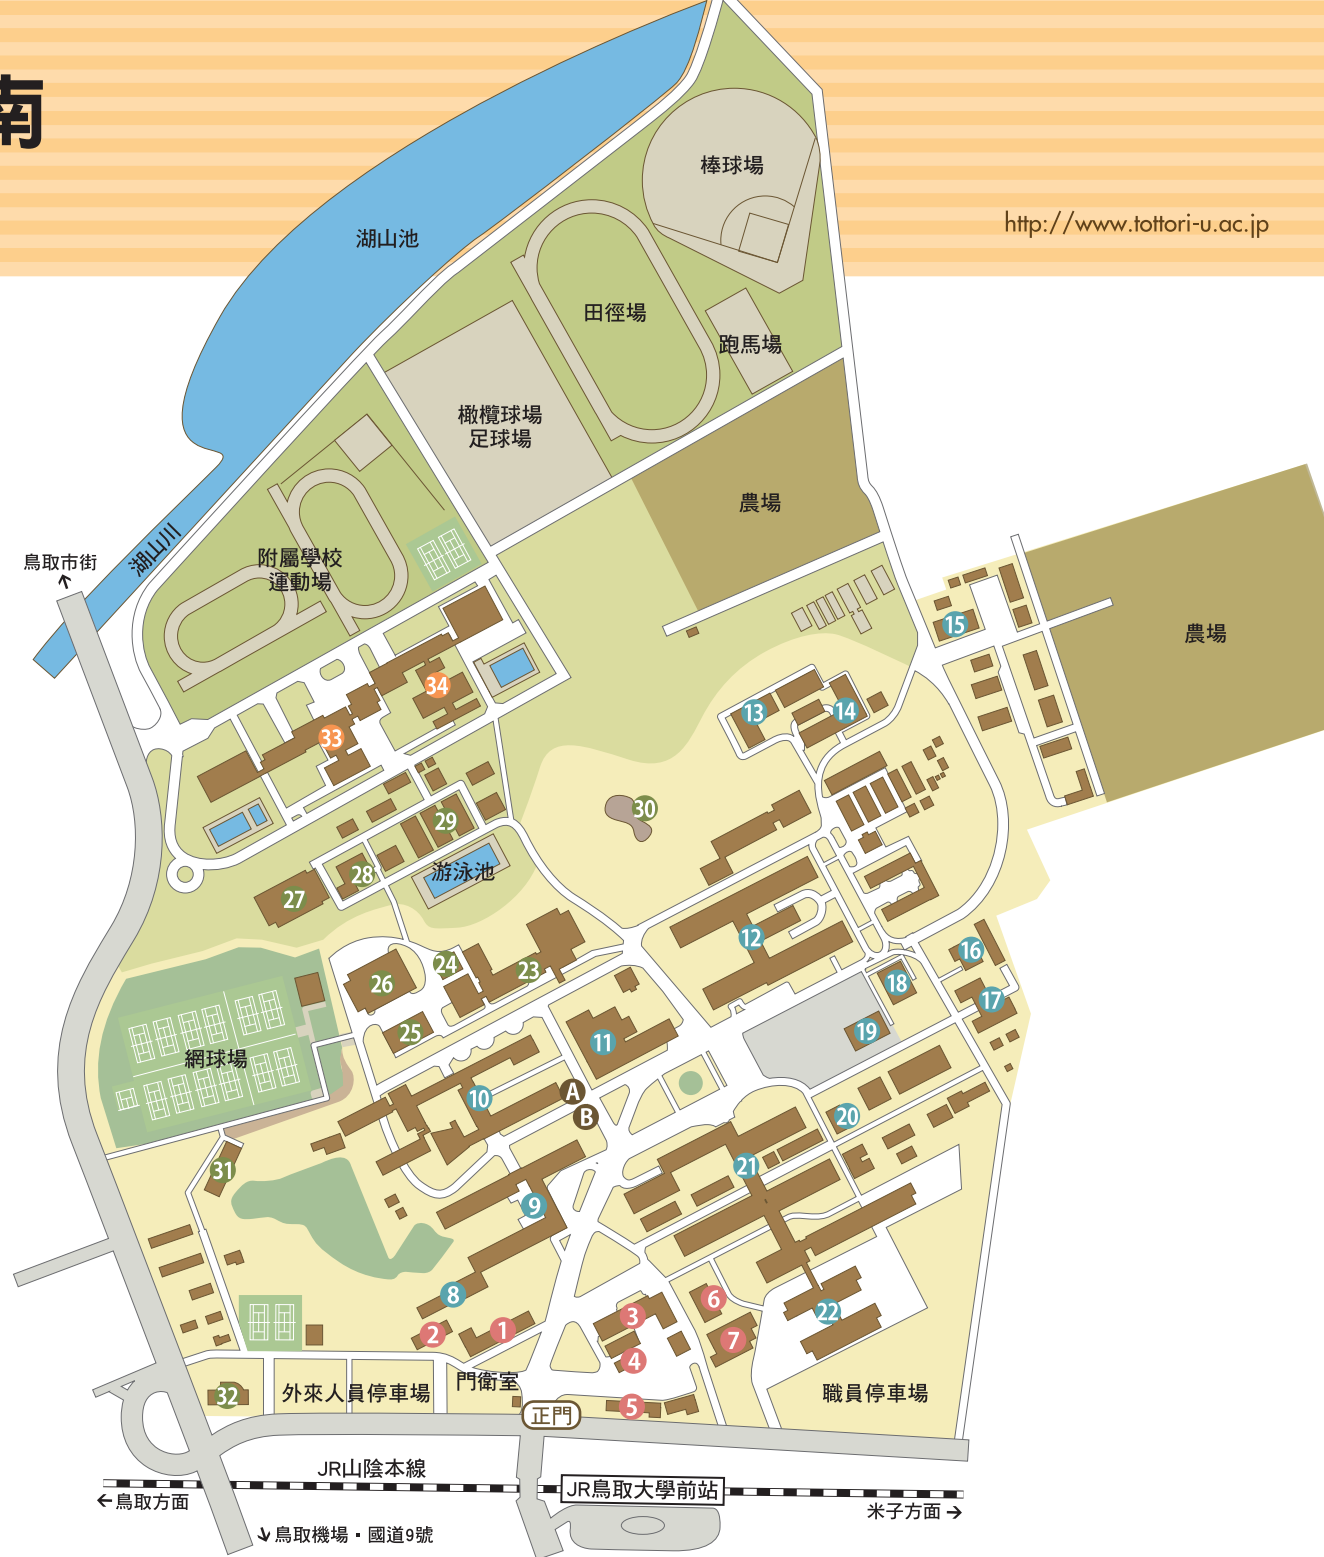 南
http://www.tottori-u.ac.jp
棒球場
湖山池
田徑場
跑馬場
橄欖球場
足球場
農場
湖山川
鳥取市街
附屬學校
運動場
農場
15
34
13
14
33
30
29
游泳池
28
27
12
16
24
23
26
18
17
25
19
11
網球場
10
A
B
20
21
31
9
8
6
22
3
1
2
7
4
32
外來人員停車場
門衛室
職員停車場
5
正門
JR山陰本線
JR鳥取大學前站
←鳥取方面
米子方面→
鳥取機場・國道9號